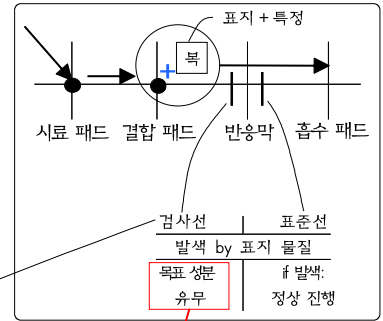 표지 + 특정
복
+
시료 패드 결합 패드 반응막 흡수 패드
검사선 표준선
발색 by 표지 물질
목표 성분 if 발색:
유무 정상 진행